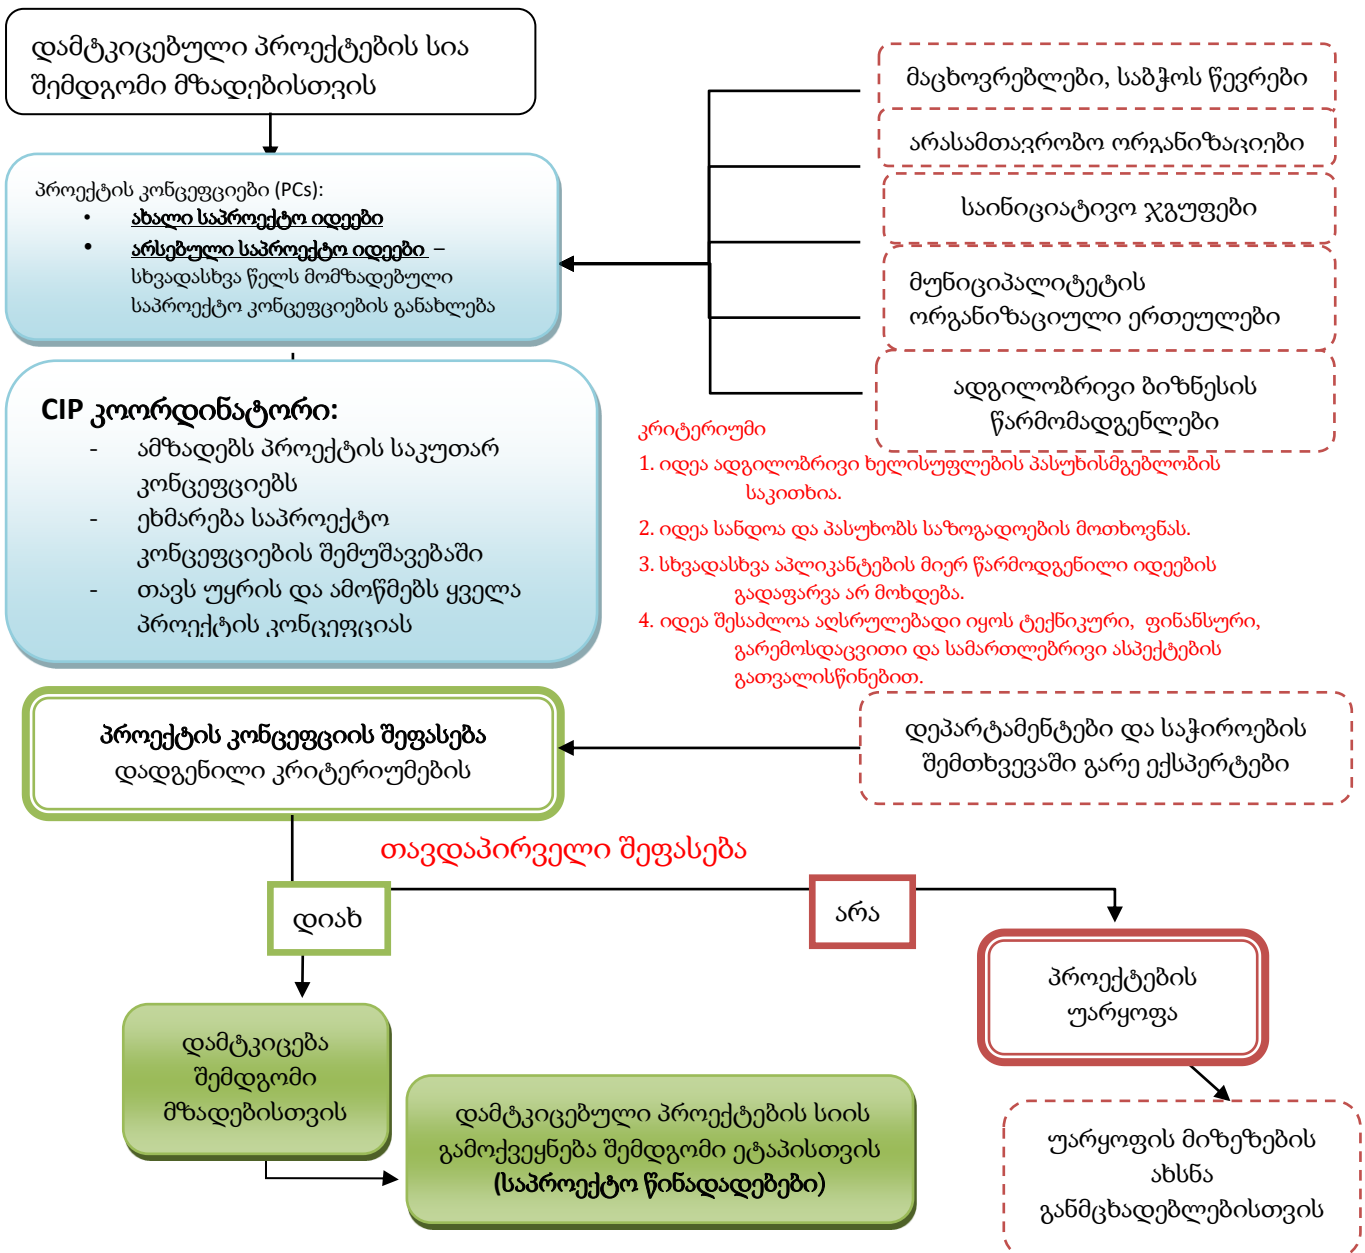 დამტკიცებული პროექტების სია
შემდგომი მზადებისთვის
პროექტის კონცეფციები (PCs):
• ახალი საპროექტო იდეები
• არსებული საპროექტო იდეები –
სხვადასხვა წელს მომზადებული
საპროექტო კონცეფციების განახლება
მაცხოვრებლები, საბჭოს წევრები
არასამთავრობო ორგანიზაციები
საინიციატივო ჯგუფები
მუნიციპალიტეტის
ორგანიზაციული ერთეულები
ადგილობრივი ბიზნესის
წარმომადგენლები
CIP კოორდინატორი:
- ამზადებს პროექტის საკუთარ
კონცეფციებს
- ეხმარება საპროექტო
კონცეფციების შემუშავებაში
- თავს უყრის და ამოწმებს ყველა
პროექტის კონცეფციას
კრიტერიუმი
1. იდეა ადგილობრივი ხელისუფლების პასუხისმგებლობის
საკითხია.
2. იდეა სანდოა და პასუხობს საზოგადოების მოთხოვნას.
3. სხვადასხვა აპლიკანტების მიერ წარმოდგენილი იდეების
გადაფარვა არ მოხდება.
4. იდეა შესაძლოა აღსრულებადი იყოს ტექნიკური, ფინანსური,
გარემოსდაცვითი და სამართლებრივი ასპექტების
გათვალისწინებით.
პროექტის კონცეფციის შეფასება
დადგენილი კრიტერიუმების
დეპარტამენტები და საჭიროების
შემთხვევაში გარე ექსპერტები
თავდაპირველი შეფასება
დიახ
არა
პროექტების
უარყოფა
დამტკიცება
შემდგომი
მზადებისთვის
დამტკიცებული პროექტების სიის
გამოქვეყნება შემდგომი ეტაპისთვის
(საპროექტო წინადადებები)
უარყოფის მიზეზების
ახსნა
განმცხადებლებისთვის